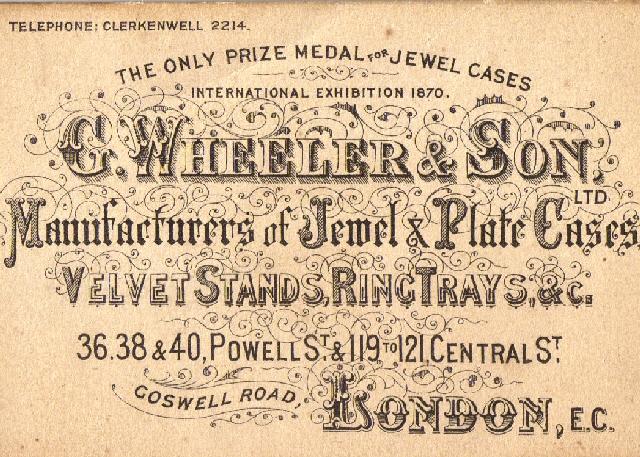 TELEPHONE: CLERKENWELL 2214.
THE ONLY PRIZE MEDAL FOR JEWEL CASES
INTERNATIONAL EXHIBITION 1870.
G. WHEELER & SON,
LTD
Manufacturers of Jewel & Plate Cases
VELVET STANDS, RING TRAYS, &c.
36.38 & 40, POWELL ST. & 119 TO 121, CENTRAL ST.
GOSWELL ROAD,
LONDON, E.C.